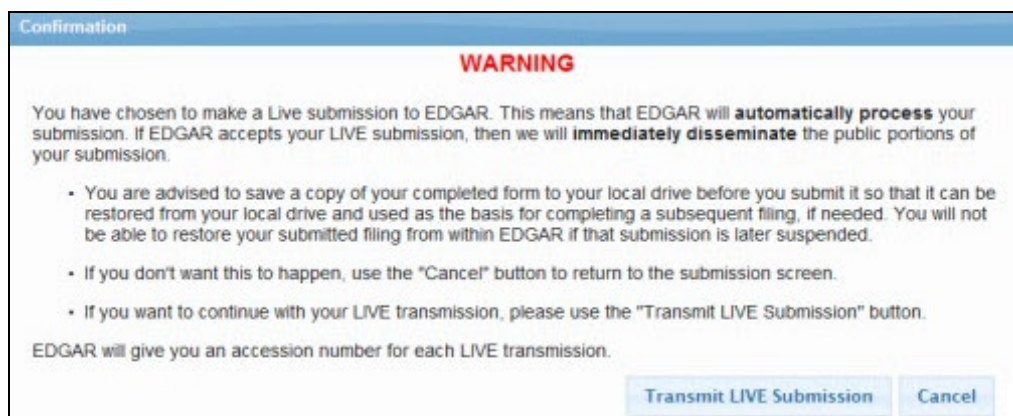 Confirmation
WARNING
You have chosen to make a Live submission to EDGAR. This means that EDGAR will automatically process your
submission. If EDGAR accepts your LIVE submission, then we will immediately disseminate the public portions of
your submission.
• You are advised to save a copy of your completed form to your local drive before you submit it so that it can be
restored from your local drive and used as the basis for completing a subsequent filing, if needed. You will not
be able to restore your submitted filing from within EDGAR if that submission is later suspended.
• If you don't want this to happen, use the "Cancel" button to return to the submission screen.
• If you want to continue with your LIVE transmission, please use the "Transmit LIVE Submission" button.
EDGAR will give you an accession number for each LIVE transmission.
Transmit LIVE Submission Cancel